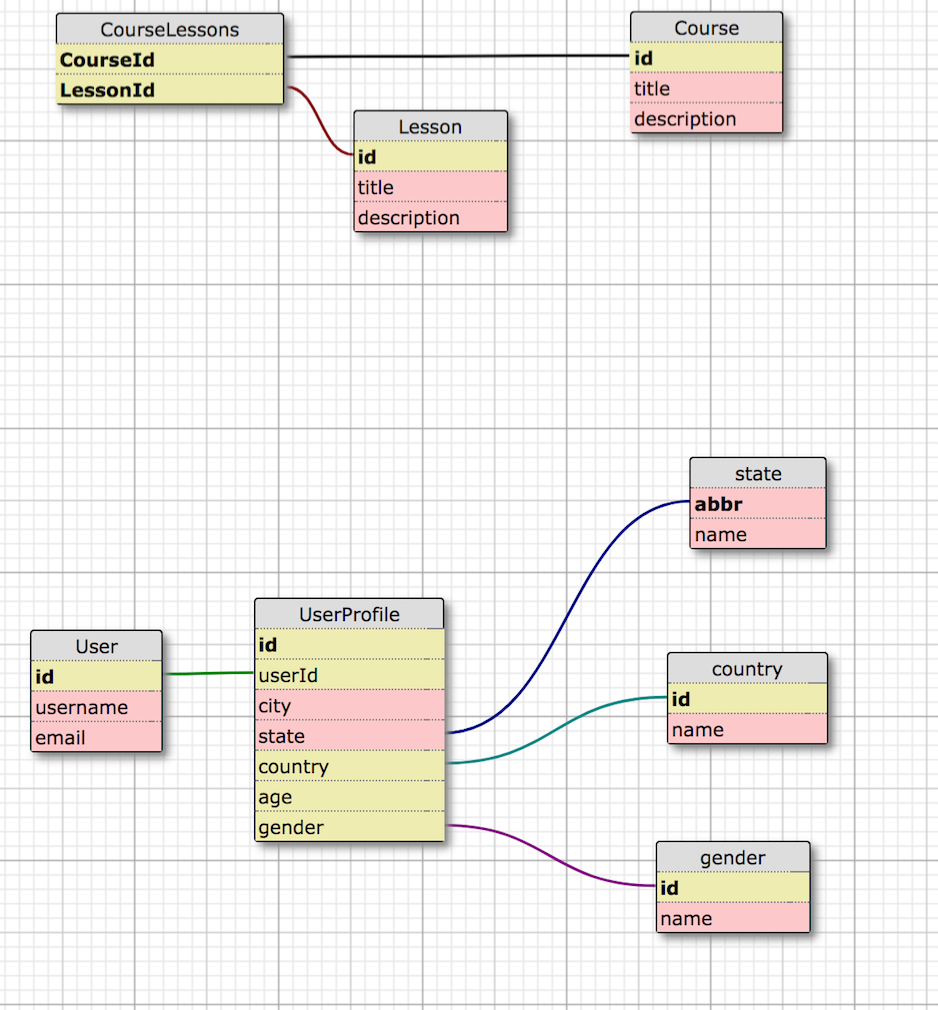 CourseLessons
CourseId
LessonId
Course
id
title
description
Lesson
id
title
description
state
abbr
name
User
id
username
email
UserProfile
id
userId
city
state
country
age
gender
country
id
name
gender
id
name